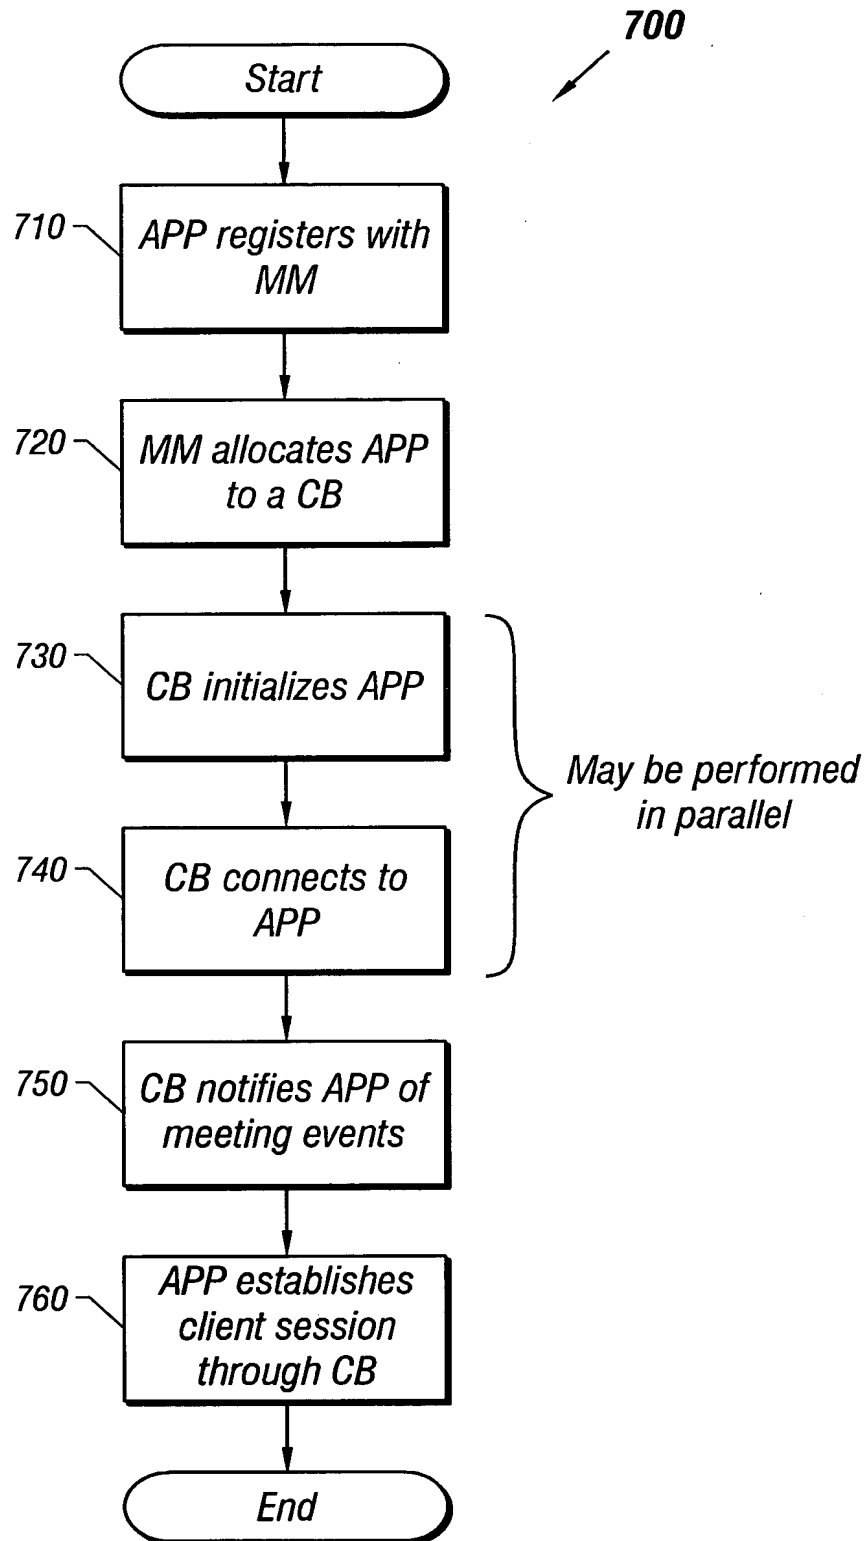 700
Start
710
APP registers with
MM
720
MM allocates APP
to a CB
730
CB initializes APP
May be performed
in parallel
740
CB connects to
APP
750
CB notifies APP of
meeting events
760
APP establishes
client session
through CB
End